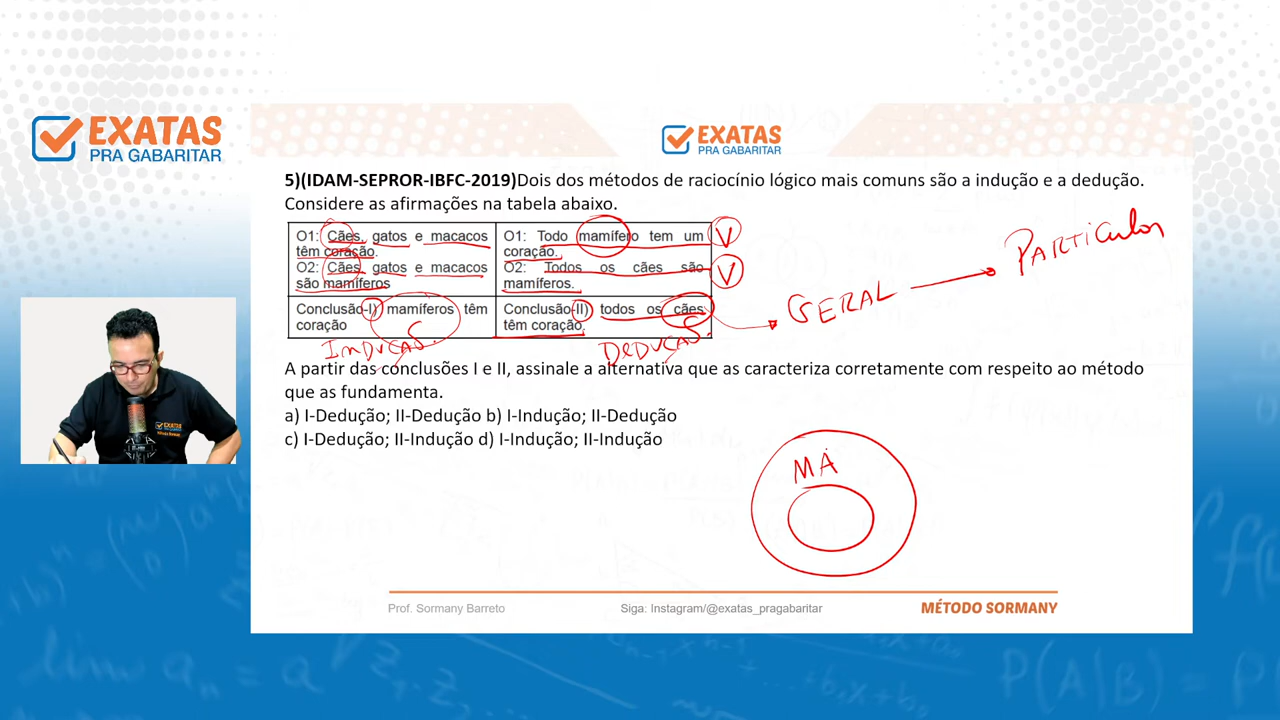 EXATAS
PRA GABARITAR
EXATAS
PRA GABARITAR
5)(IDAM-SEPROR-IBFC-2019)Dois dos métodos de raciocínio lógico mais comuns são a indução e a dedução.
Considere as afirmações na tabela abaixo.
O1: Cães, gatos e macacos
têm coração.
O2: Cães gatos e macacos
são mamíferos
O1: Todo mamífero tem um
coração.
O2: Todos os cães são
mamíferos.
V
V
Conclusão-I) mamíferos têm
coração
Conclusão-II) todos os cães
têm coração.
INDUÇÃO.
DEDUÇÃO.
GERAL
PARTICULAR
A partir das conclusões I e II, assinale a alternativa que as caracteriza corretamente com respeito ao método
que as fundamenta.
a) I-Dedução; II-Dedução b) I-Indução; II-Dedução
c) I-Dedução; II-Indução d) I-Indução; II-Indução
MA
Prof. Sormany Barreto
Siga: Instagram/@exatas_pragabaritar
MÉTODO SORMANY
lim aₙ = a
P(A|B) =